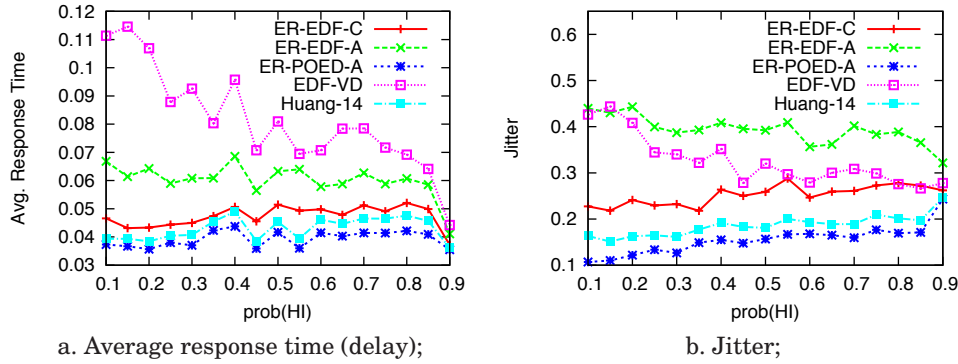 Avg. Response Time
0.12
0.11
0.1
0.09
0.08
0.07
0.06
0.05
0.04
0.03
0.1 0.2 0.3 0.4 0.5 0.6 0.7 0.8 0.9
prob(HI)
ER-EDF-C
ER-EDF-A
ER-POED-A
EDF-VD
Huang-14
a. Average response time (delay);
Jitter
0.6
0.5
0.4
0.3
0.2
0.1
0.1 0.2 0.3 0.4 0.5 0.6 0.7 0.8 0.9
prob(HI)
ER-EDF-C
ER-EDF-A
ER-POED-A
EDF-VD
Huang-14
b. Jitter;